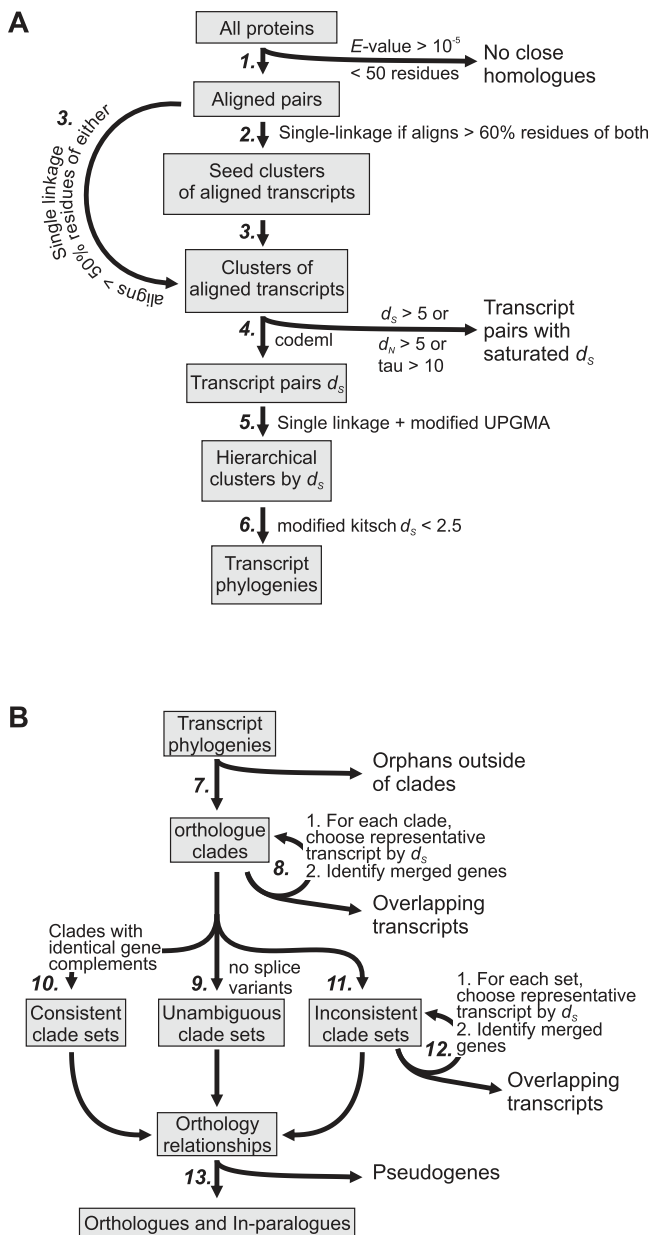 A
All proteins
1.
E-value > 10⁻⁵
< 50 residues
No close
homologues
Aligned pairs
2.
Single-linkage if aligns > 60% residues of both
3.
Single linkage
aligns > 50% residues of either
Seed clusters
of aligned transcripts
3.
Clusters of
aligned transcripts
4.
codeml
dS > 5 or
dN > 5 or
tau > 10
Transcript
pairs with
saturated dS
Transcript pairs dS
5.
Single linkage + modified UPGMA
Hierarchical
clusters by dS
6.
modified kitsch dS < 2.5
Transcript
phylogenies
B
Transcript
phylogenies
7.
Orphans outside
of clades
orthologue
clades
8.
1. For each clade,
choose representative
transcript by dS
2. Identify merged genes
Overlapping
transcripts
Clades with
identical gene
complements
10.
9.
no splice
variants
11.
Consistent
clade sets
Unambiguous
clade sets
Inconsistent
clade sets
1. For each set,
choose representative
transcript by dS
2. Identify merged
genes
12.
Overlapping
transcripts
Orthology
relationships
13.
Pseudogenes
Orthologues and In-paralogues